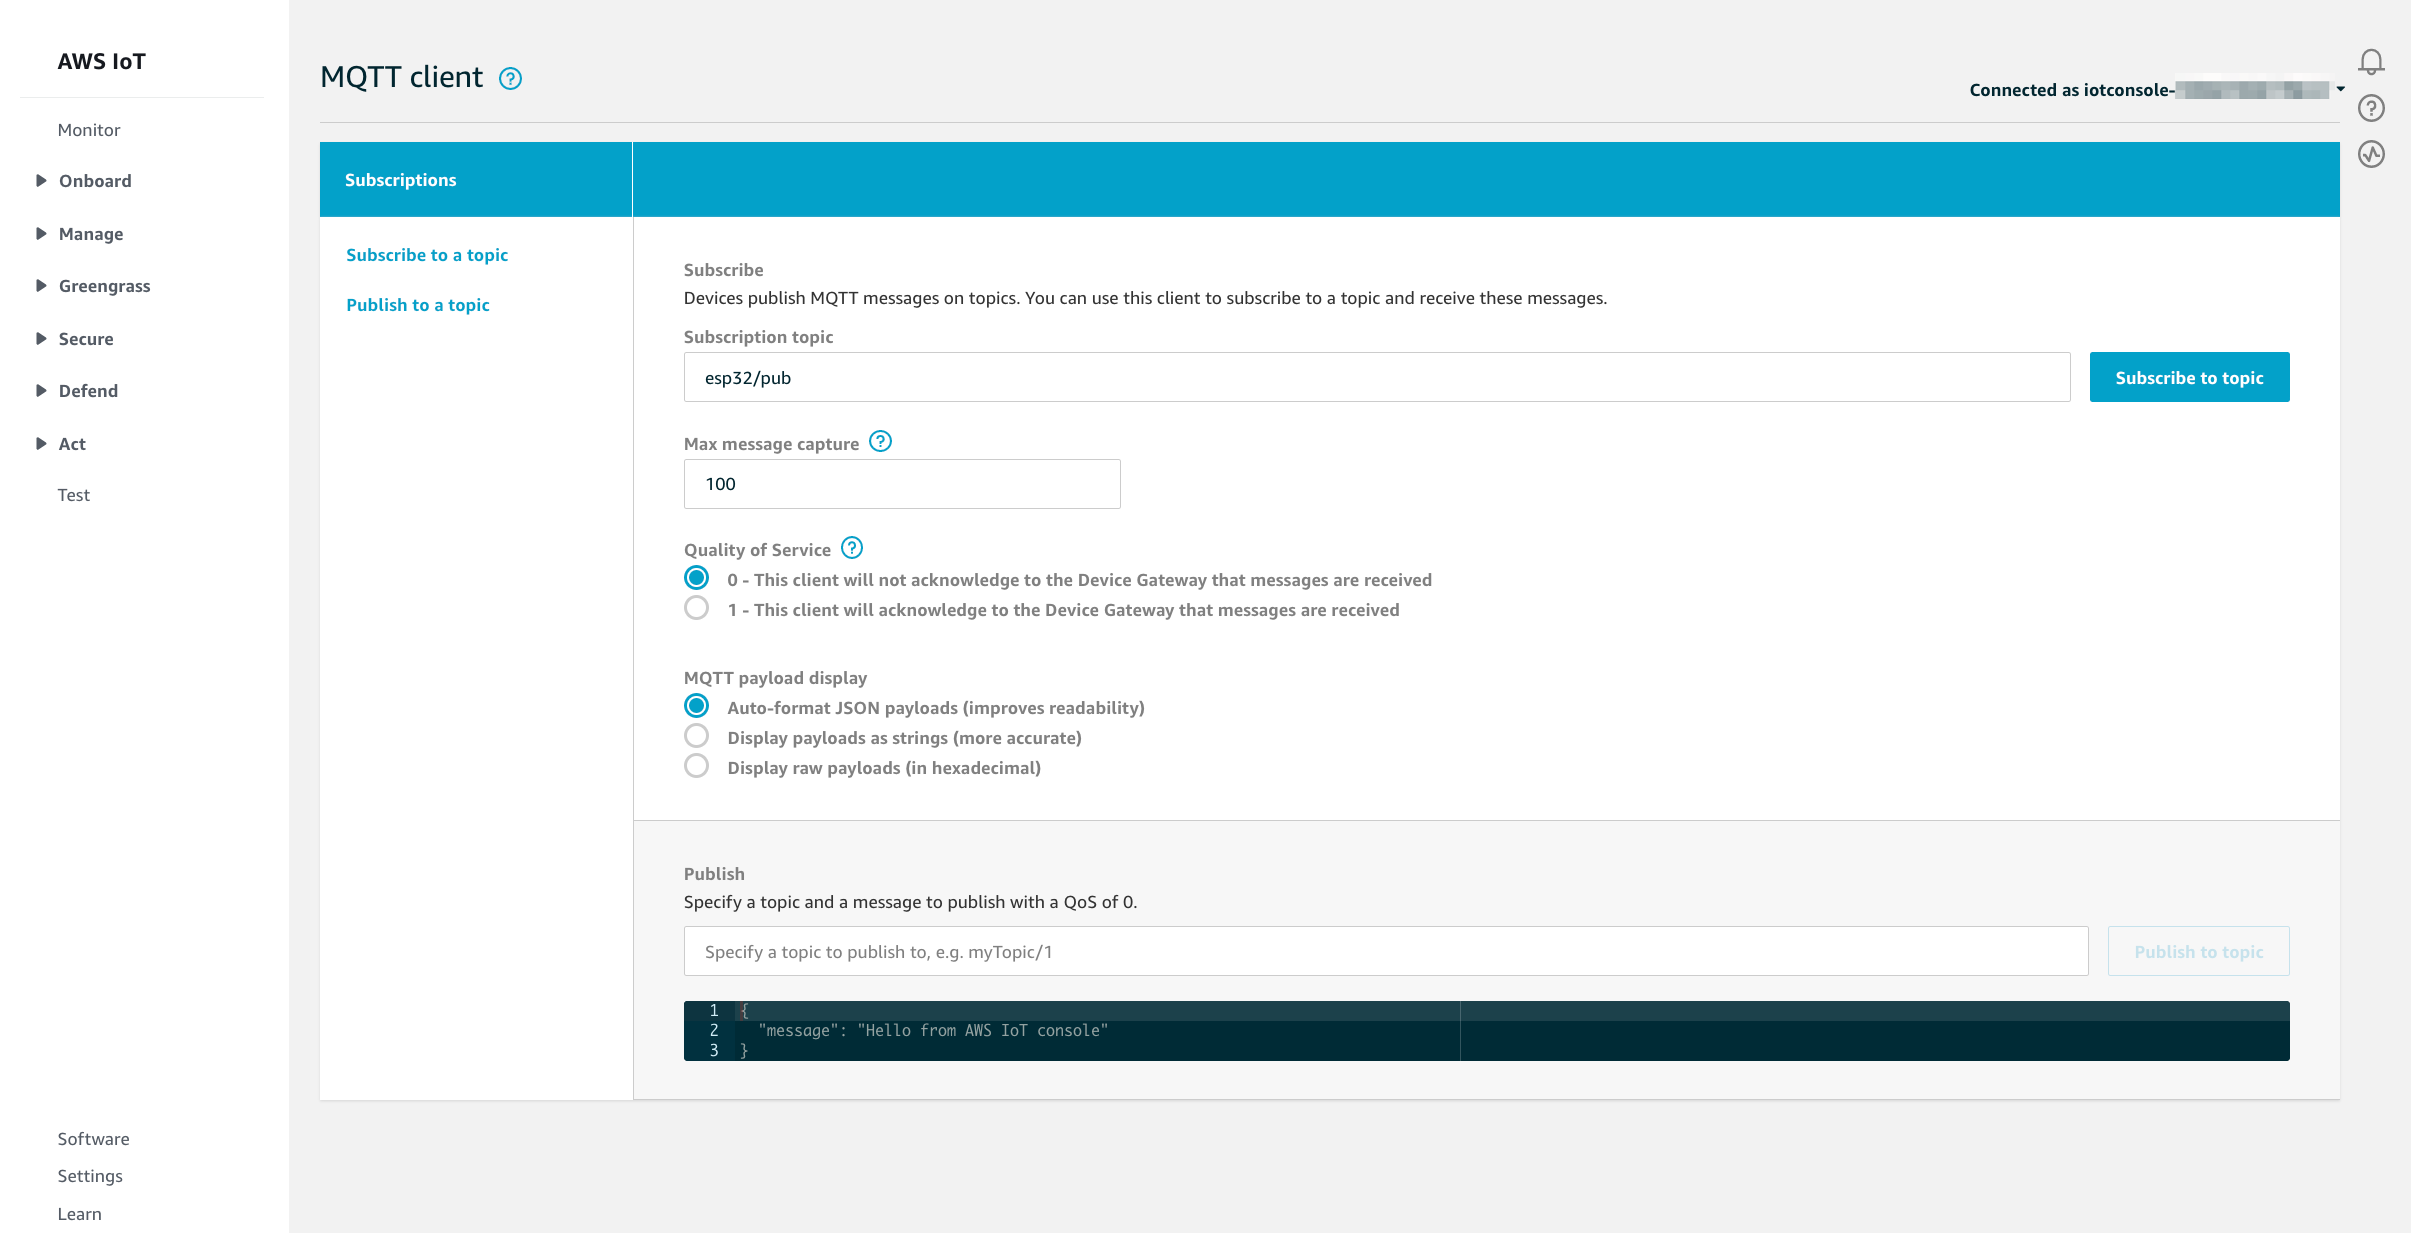 AWS IoT
Monitor
Onboard
Manage
Greengrass
Secure
Defend
Act
Test
Software
Settings
Learn
MQTT client
Connected as iotconsole-
Subscriptions
Subscribe to a topic
Publish to a topic
Subscribe
Devices publish MQTT messages on topics. You can use this client to subscribe to a topic and receive these messages.
Subscription topic
esp32/pub
Subscribe to topic
Max message capture
100
Quality of Service
0 - This client will not acknowledge to the Device Gateway that messages are received
1 - This client will acknowledge to the Device Gateway that messages are received
MQTT payload display
Auto-format JSON payloads (improves readability)
Display payloads as strings (more accurate)
Display raw payloads (in hexadecimal)
Publish
Specify a topic and a message to publish with a QoS of 0.
Specify a topic to publish to, e.g. myTopic/1
Publish to topic
1 {
2 "message": "Hello from AWS IoT console"
3 }